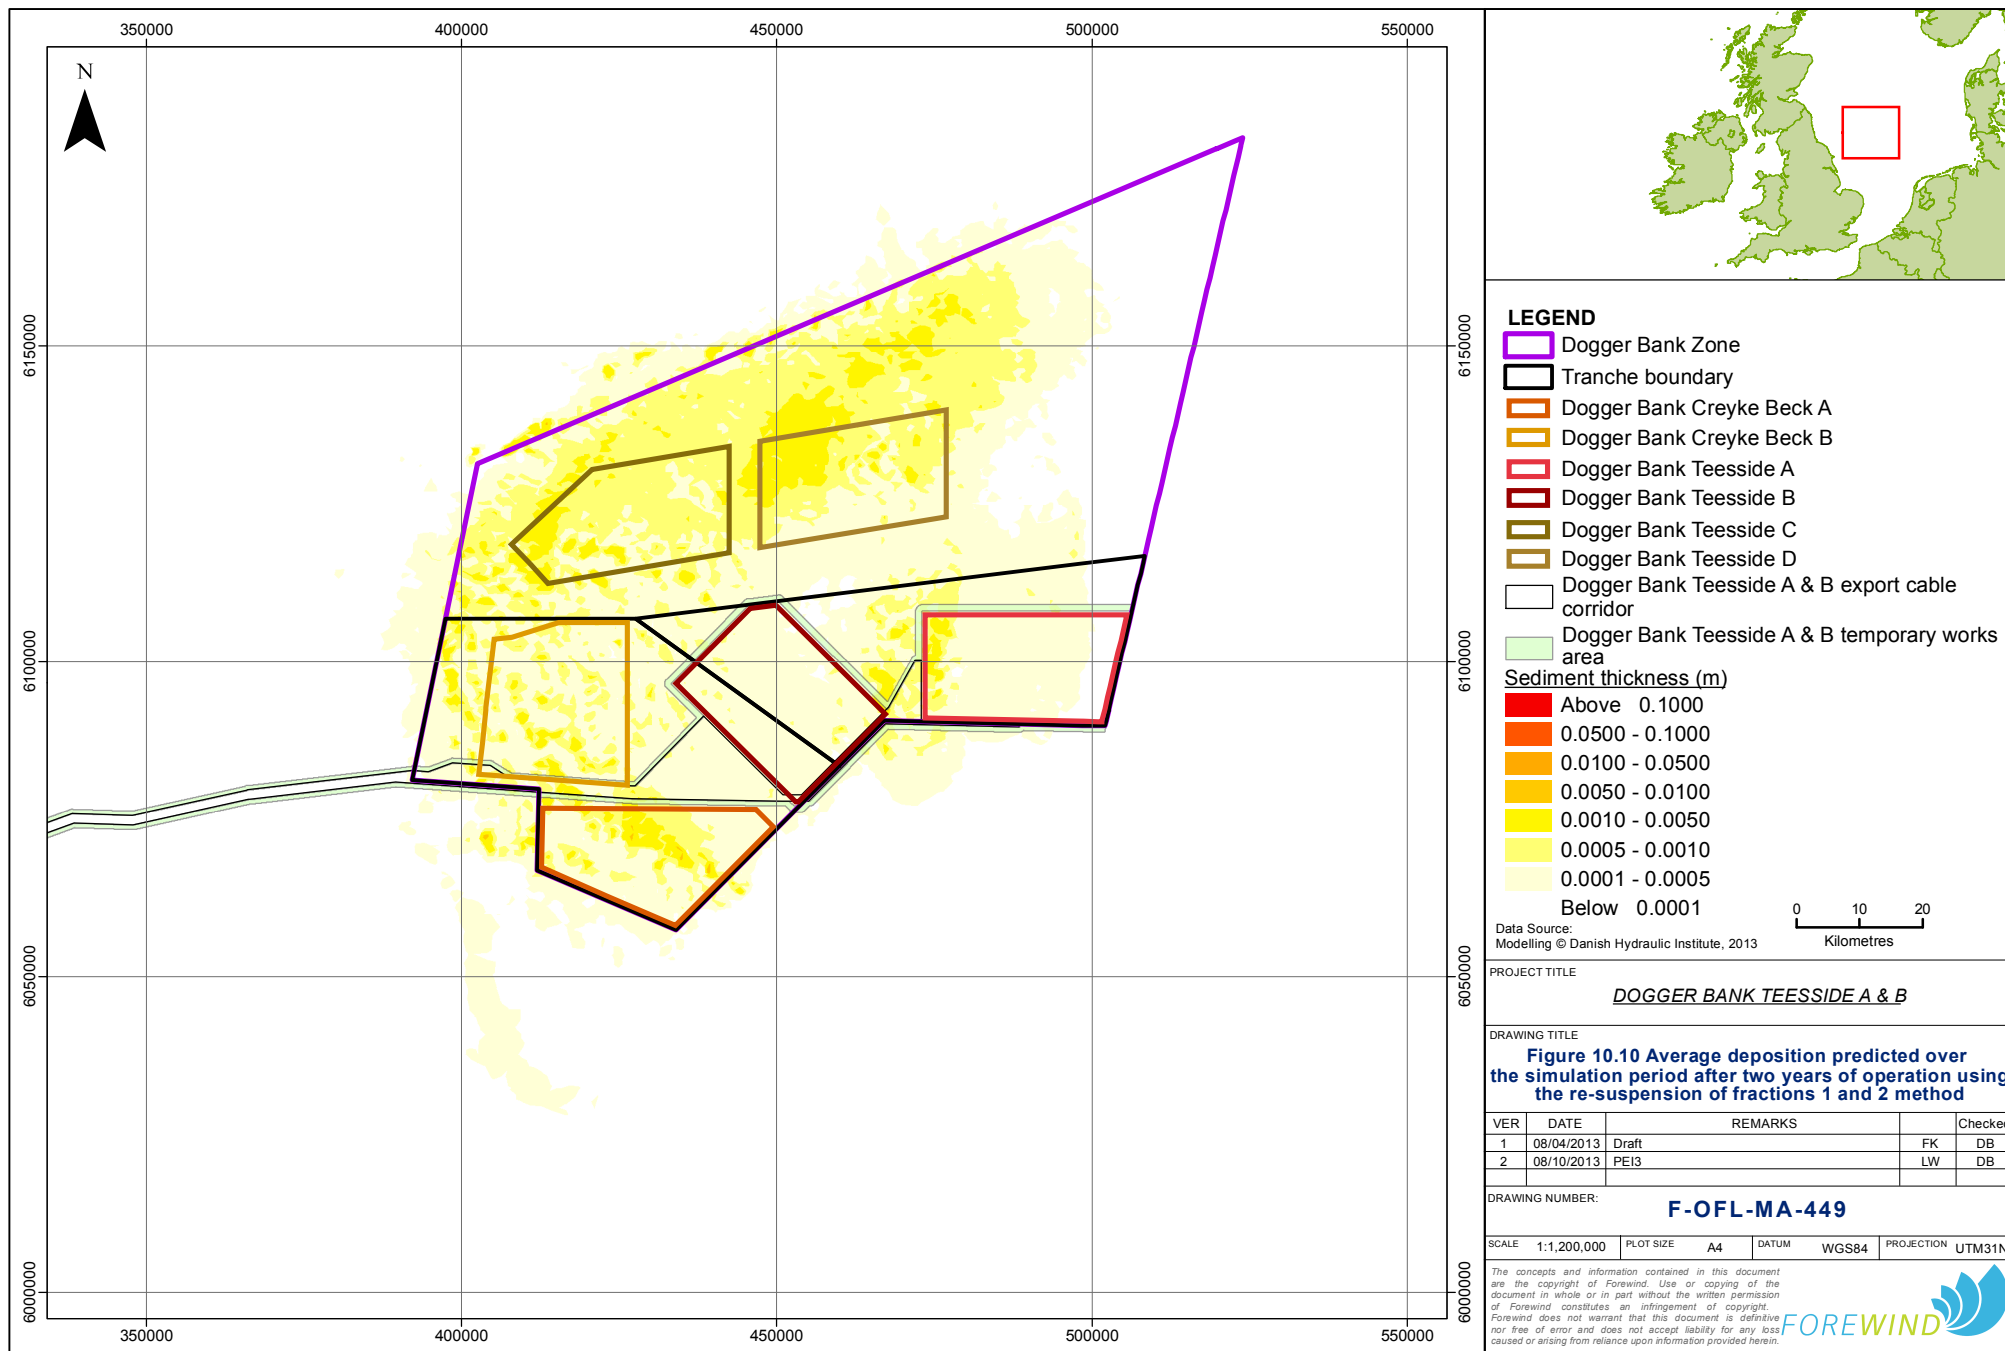 350000
400000
450000
500000
550000
N
6150000
6100000
6050000
6000000
6150000
6100000
6050000
6000000
350000
400000
450000
500000
550000
LEGEND
Dogger Bank Zone
Tranche boundary
Dogger Bank Creyke Beck A
Dogger Bank Creyke Beck B
Dogger Bank Teesside A
Dogger Bank Teesside B
Dogger Bank Teesside C
Dogger Bank Teesside D
Dogger Bank Teesside A & B export cable
corridor
Dogger Bank Teesside A & B temporary works
area
Sediment thickness (m)
Above 0.1000
0.0500 - 0.1000
0.0100 - 0.0500
0.0050 - 0.0100
0.0010 - 0.0050
0.0005 - 0.0010
0.0001 - 0.0005
Below 0.0001
0 10 20
Kilometres
Data Source:
Modelling © Danish Hydraulic Institute, 2013
PROJECT TITLE
DOGGER BANK TEESSIDE A & B
DRAWING TITLE
Figure 10.10 Average deposition predicted over
the simulation period after two years of operation using
the re-suspension of fractions 1 and 2 method
VER DATE REMARKS Checked
1 08/04/2013 Draft FK DB
2 08/10/2013 PEI3 LW DB
DRAWING NUMBER:
F-OFL-MA-449
SCALE 1:1,200,000 PLOT SIZE A4 DATUM WGS84 PROJECTION UTM31N
The concepts and information contained in this document
are the copyright of Forewind. Use or copying of the
document in whole or in part without the written permission
of Forewind constitutes an infringement of copyright.
Forewind does not warrant that this document is definitive
nor free of error and does not accept liability for any loss
caused or arising from reliance upon information provided herein.
FOREWIND